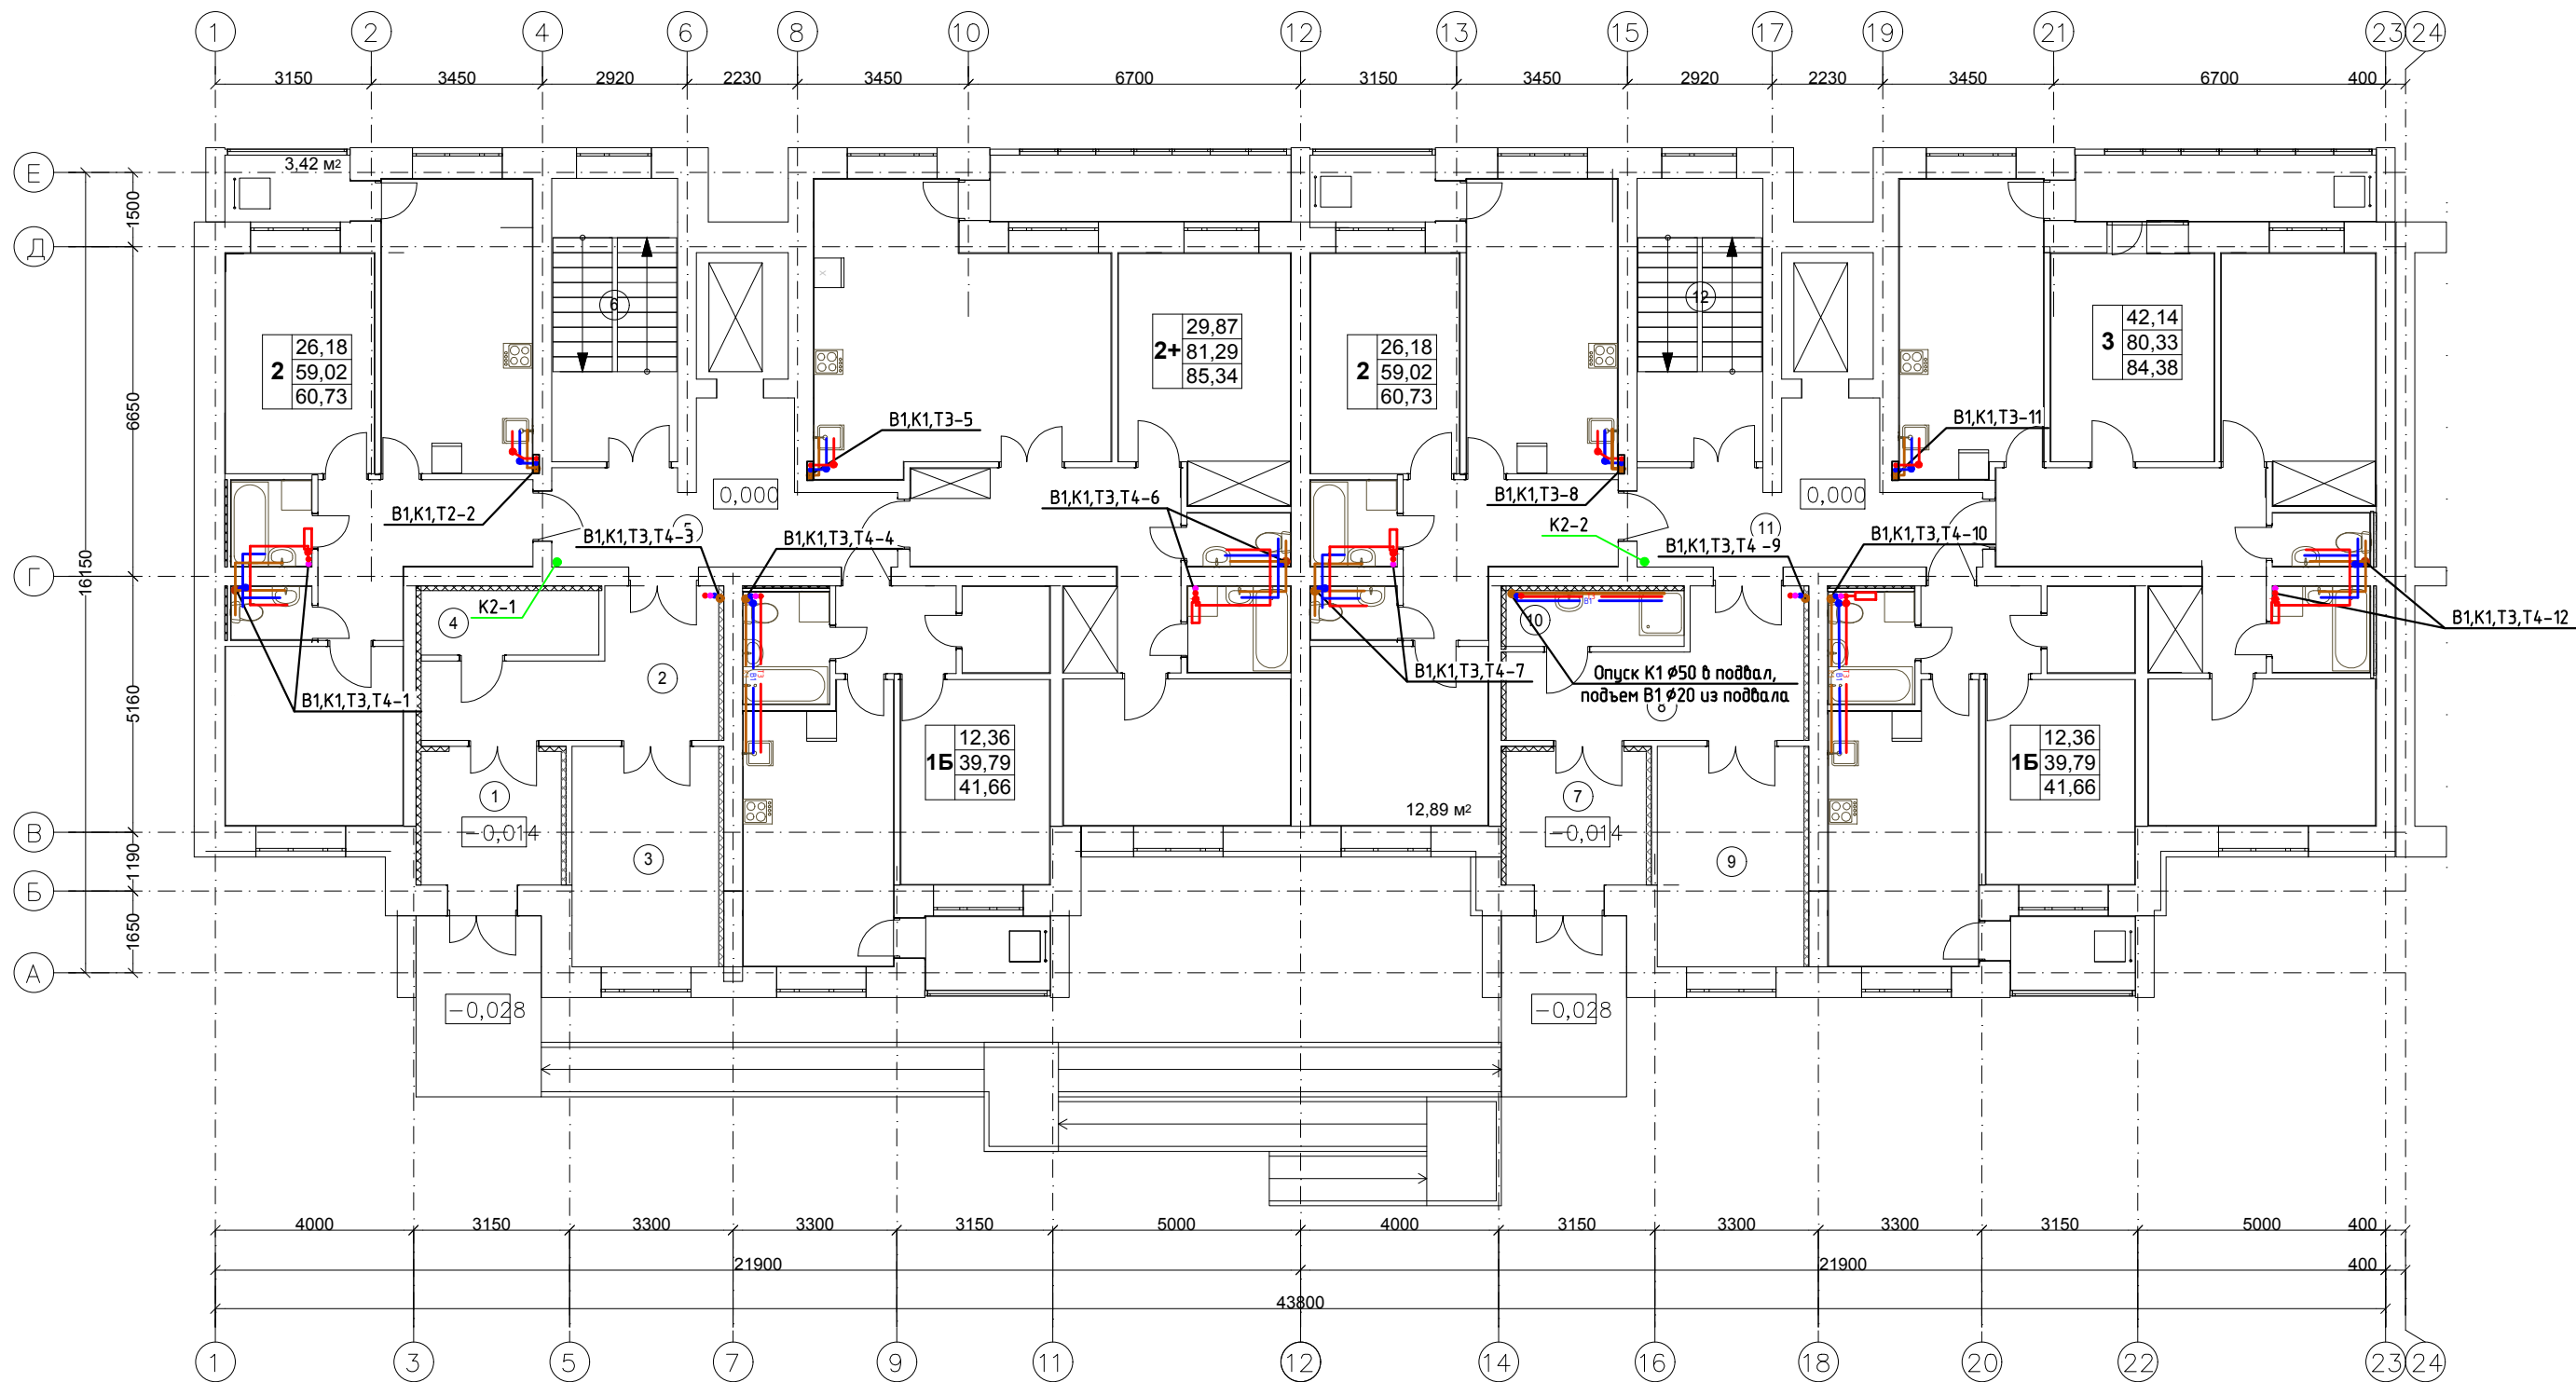 1 2 4 6 8 10 12 13 15 17 19 21 23 24
3150 3450 2920 2230 3450 6700 3150 3450 2920 2230 3450 6700 400
Е
3,42 м2
1500
Д
6
12
2 26,18
59,02
60,73
2+ 29,87
81,29
85,34
2 26,18
59,02
60,73
3 42,14
80,33
84,38
6650
В1,К1,Т3-5
В1,К1,Т3-11
0,000
0,000
В1,К1,Т2-2
В1,К1,Т3,Т4-6
В1,К1,Т3-8
К2-2
5
11
В1,К1,Т3,Т4-3
В1,К1,Т3,Т4-4
В1,К1,Т3,Т4-9
В1,К1,Т3,Т4-10
16150
Г
К2-1
4
10
В1
В1,К1,Т3,Т4-12
2
В1 Т3
В1,К1,Т3,Т4-7
Опуск К1 ø50 в подвал,
подъем В1 ø20 из подвала
В1 Т3
В1,К1,Т3,Т4-1
8
5160
1Б 12,36
39,79
41,66
1Б 12,36
39,79
41,66
1
7
12,89 м2
В
-0,014
-0,014
3
9
1190
Б
1650
А
-0,028
-0,028
4000 3150 3300 3300 3150 5000 4000 3150 3300 3300 3150 5000 400
21900 21900 400
43800
1 3 5 7 9 11 12 14 16 18 20 22 23 24